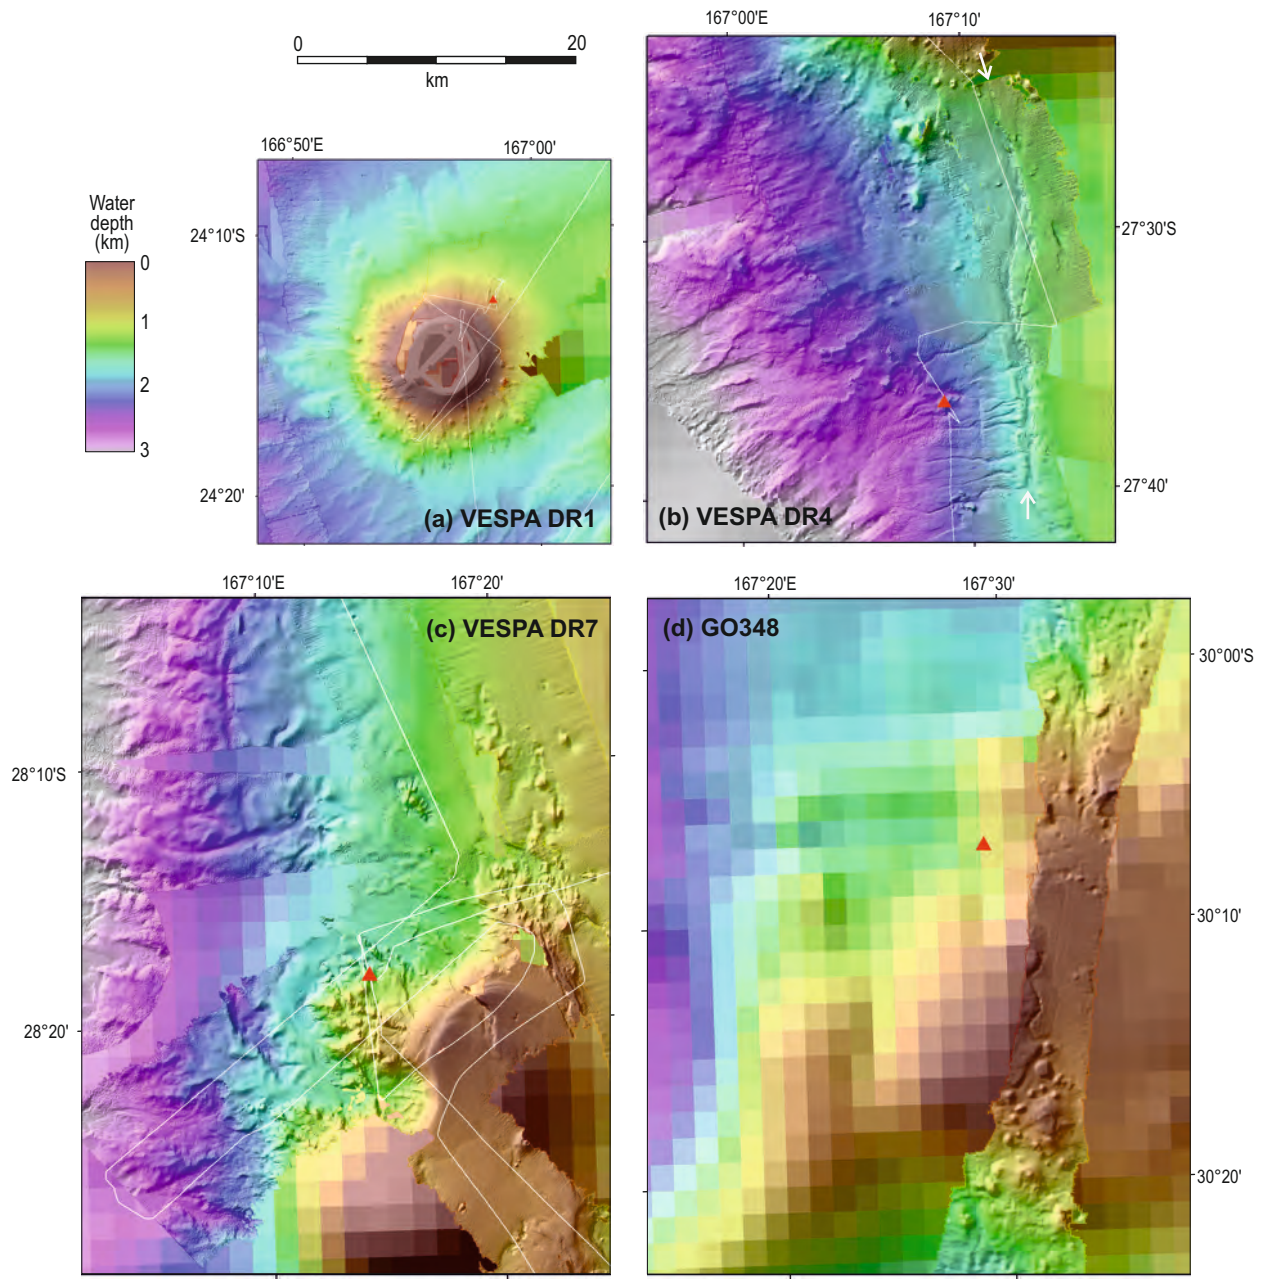 0 20
km
167°00'E 167°10'
166°50'E 167°00'
Water
depth
(km)
0
1
2
3
24°10'S
24°20'
27°30'S
27°40'
(a) VESPA DR1
(b) VESPA DR4
167°10'E 167°20'
167°20'E 167°30'
(c) VESPA DR7
(d) GO348
28°10'S
28°20'
30°00'S
30°10'
30°20'